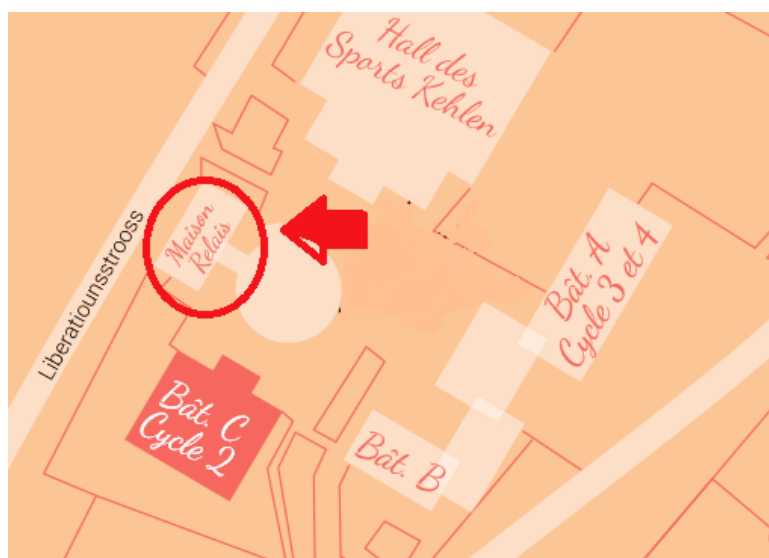 Hall des
Sports Kehlen
Maison
Relais
Liberatiounsstrooss
Bât. A
Cycle 3 et 4
Bât. C
Cycle 2
Bât. B